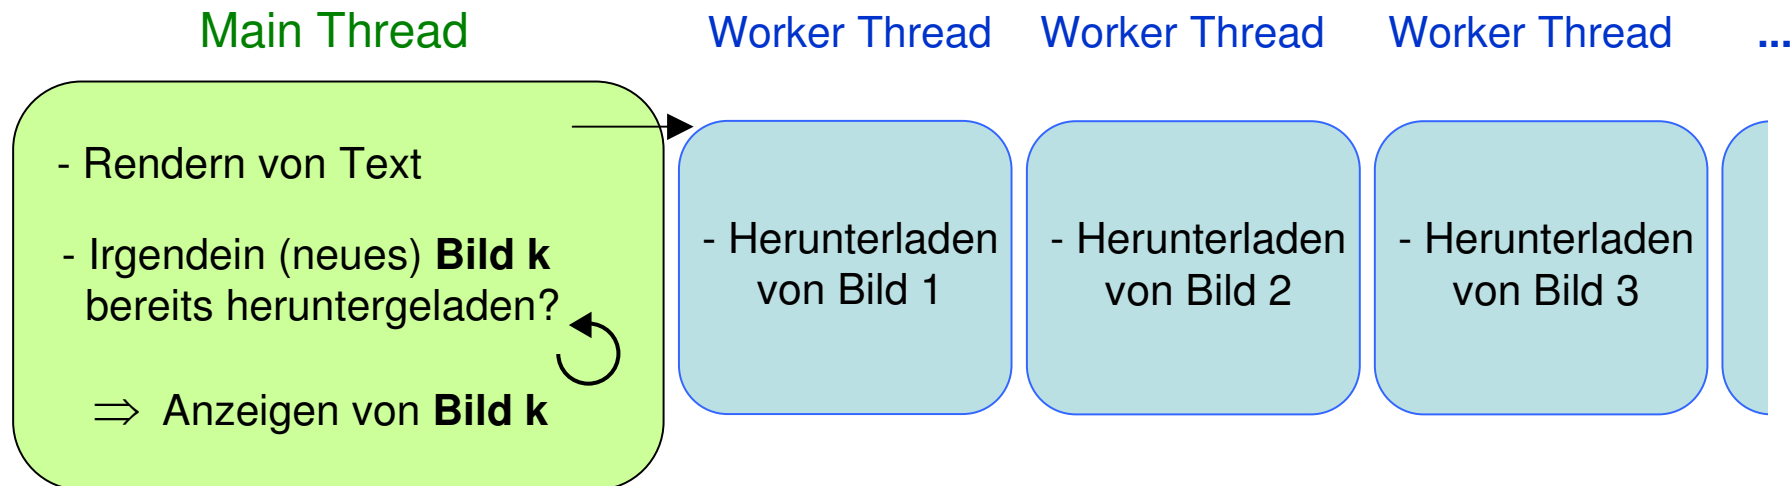 Main Thread
Worker Thread
Worker Thread
Worker Thread
...
- Rendern von Text
- Irgendein (neues) Bild k
bereits heruntergeladen?
⇒ Anzeigen von Bild k
- Herunterladen
von Bild 1
- Herunterladen
von Bild 2
- Herunterladen
von Bild 3